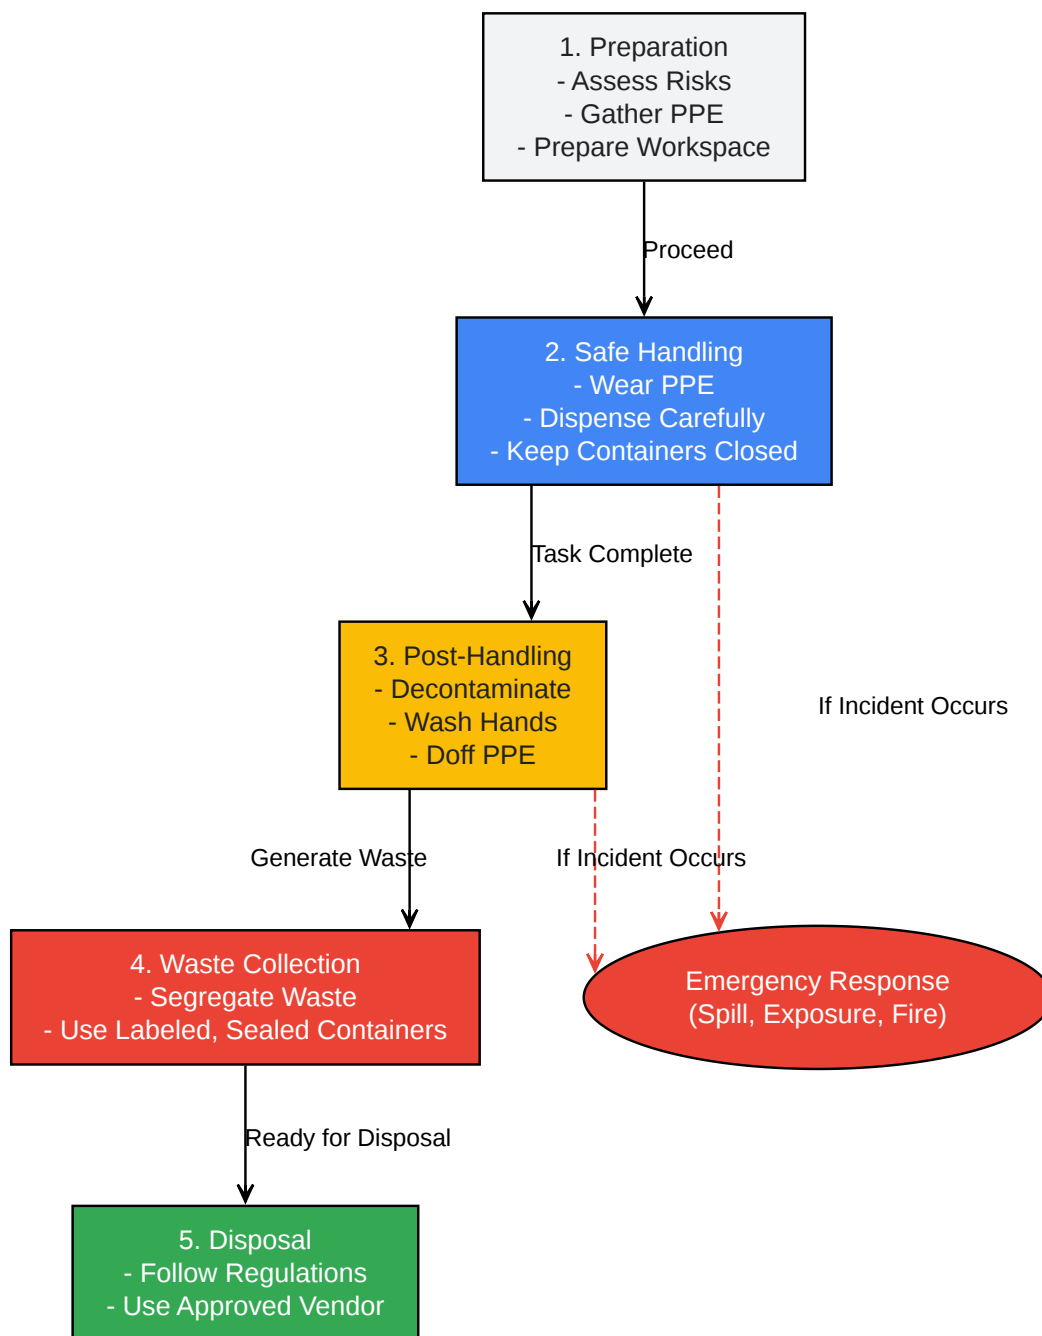 1. Preparation
- Assess Risks
- Gather PPE
- Prepare Workspace
Proceed
2. Safe Handling
- Wear PPE
- Dispense Carefully
- Keep Containers Closed
Task Complete
3. Post-Handling
- Decontaminate
- Wash Hands
- Doff PPE
If Incident Occurs
Generate Waste
If Incident Occurs
4. Waste Collection
- Segregate Waste
- Use Labeled, Sealed Containers
Emergency Response
(Spill, Exposure, Fire)
Ready for Disposal
5. Disposal
- Follow Regulations
- Use Approved Vendor